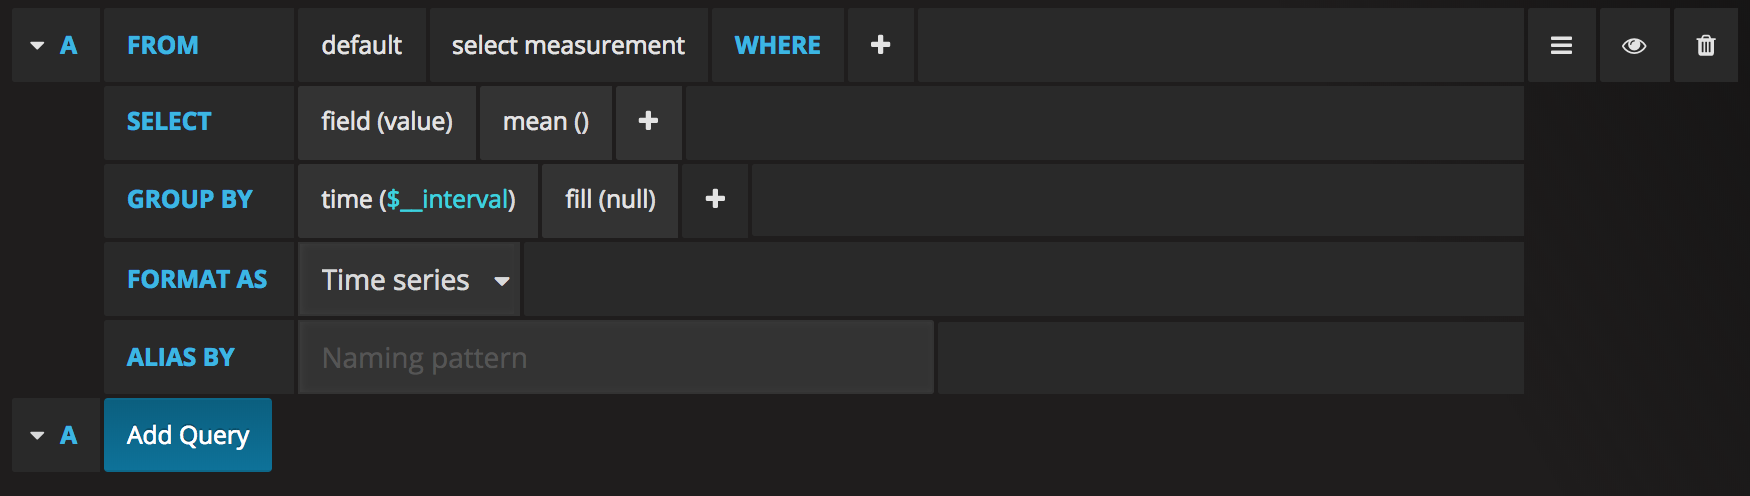 A FROM default select measurement WHERE +
SELECT field (value) mean () +
GROUP BY time ($__interval) fill (null) +
FORMAT AS Time series
ALIAS BY Naming pattern
A Add Query